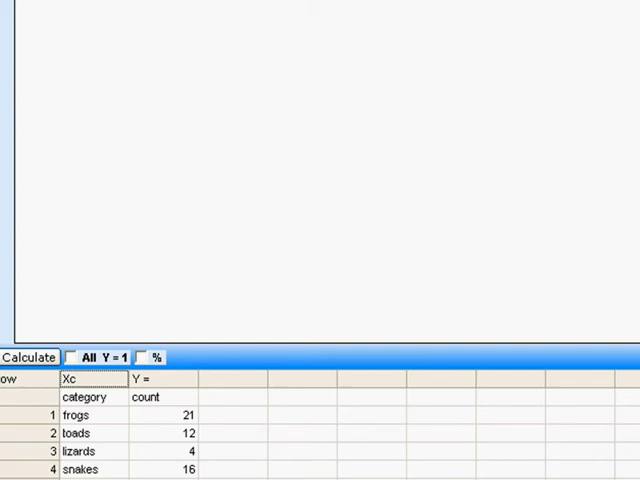 Calculate All Y = 1 %
ow Xc Y =
category count
1 frogs 21
2 toads 12
3 lizards 4
4 snakes 16